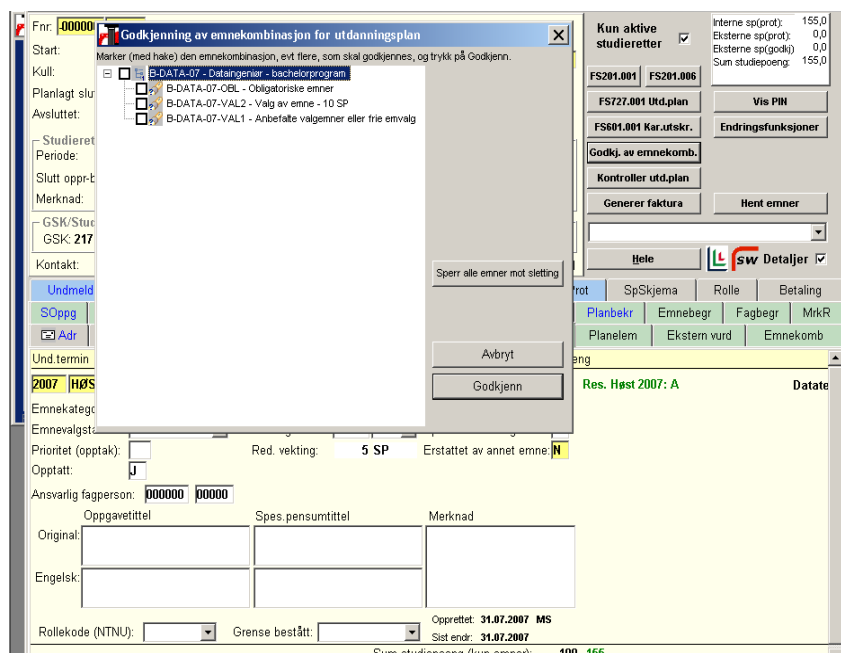 Fnr: -00000
Start:
Kull:
Planlagt slu
Avsluttet:
Studieret
Periode:
Slutt oppr-b
Merknad:
GSK/Stud
GSK: 217
Kontakt:
Godkjenning av emnekombinasjon for utdanningsplan
Marker (med hake) den emnekombinasjon, evt flere, som skal godkjennes, og trykk på Godkjenn.
B-DATA-07 - Dataingeniør - bachelorprogram
B-DATA-07-OBL - Obligatoriske emner
B-DATA-07-VAL2 - Valg av emne - 10 SP
B-DATA-07-VAL1 - Anbefalte valgemner eller frie emvalg
Sperr alle emner mot sletting
Avbryt
Godkjenn
Kun aktive
studieretter
Interne sp(prot): 155,0
Eksterne sp(prot): 0,0
Eksterne sp(godkj) 0,0
Sum studiepoeng: 155,0
FS201.001 FS201.006
FS727.001 Utd.plan Vis PIN
FS601.001 Kar.utskr. Endringsfunksjoner
Godkj. av emnekomb.
Kontroller utd.plan
Generer faktura Hent emner
Hele L sw Detaljer
Undmeld rot SpSkjema Rolle Betaling
SOppg Planbekr Emnebegr Fagbegr MrkR
Adr Planelem Ekstern vurd Emnekomb
Und.termin eng
2007 HØS Res. Høst 2007: A Datate
Emnekatego
Emnevalgsta
Prioritet (opptak): Red. vekting: 5 SP Erstattet av annet emne: N
Opptatt: J
Ansvarlig fagperson: 000000 00000
Oppgavetittel Spes.pensumtittel Merknad
Original:
Engelsk:
Opprettet: 31.07.2007 MS
Rollekode (NTNU): Grense bestått: Sist endr: 31.07.2007